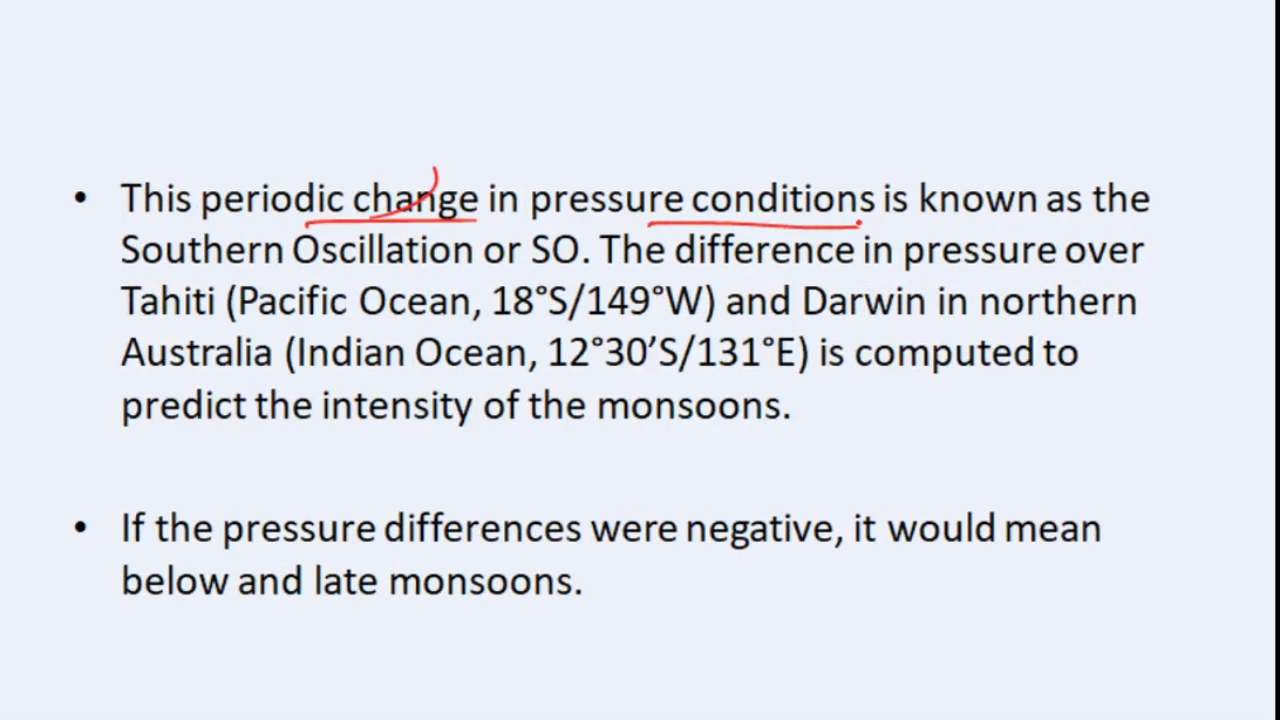 • This periodic change in pressure conditions is known as the
Southern Oscillation or SO. The difference in pressure over
Tahiti (Pacific Ocean, 18°S/149°W) and Darwin in northern
Australia (Indian Ocean, 12°30’S/131°E) is computed to
predict the intensity of the monsoons.
• If the pressure differences were negative, it would mean
below and late monsoons.